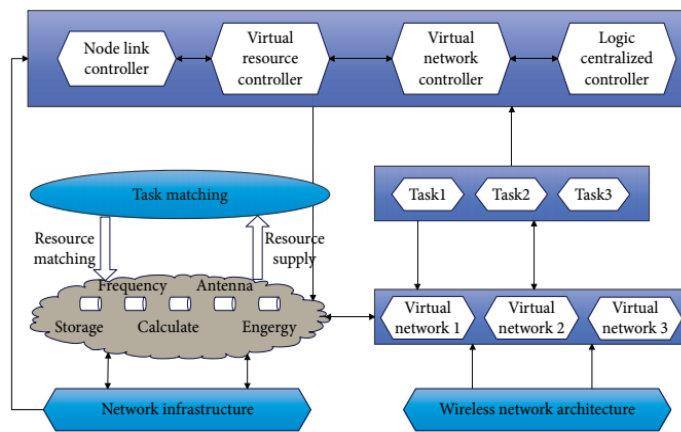 Node link
controller
Virtual
resource
controller
Virtual
network
controller
Logic
centralized
controller
Task matching
Task1
Task2
Task3
Resource
matching
Resource
supply
Frequency
Antenna
Storage
Calculate
Engergy
Virtual
network 1
Virtual
network 2
Virtual
network 3
Network infrastructure
Wireless network architecture